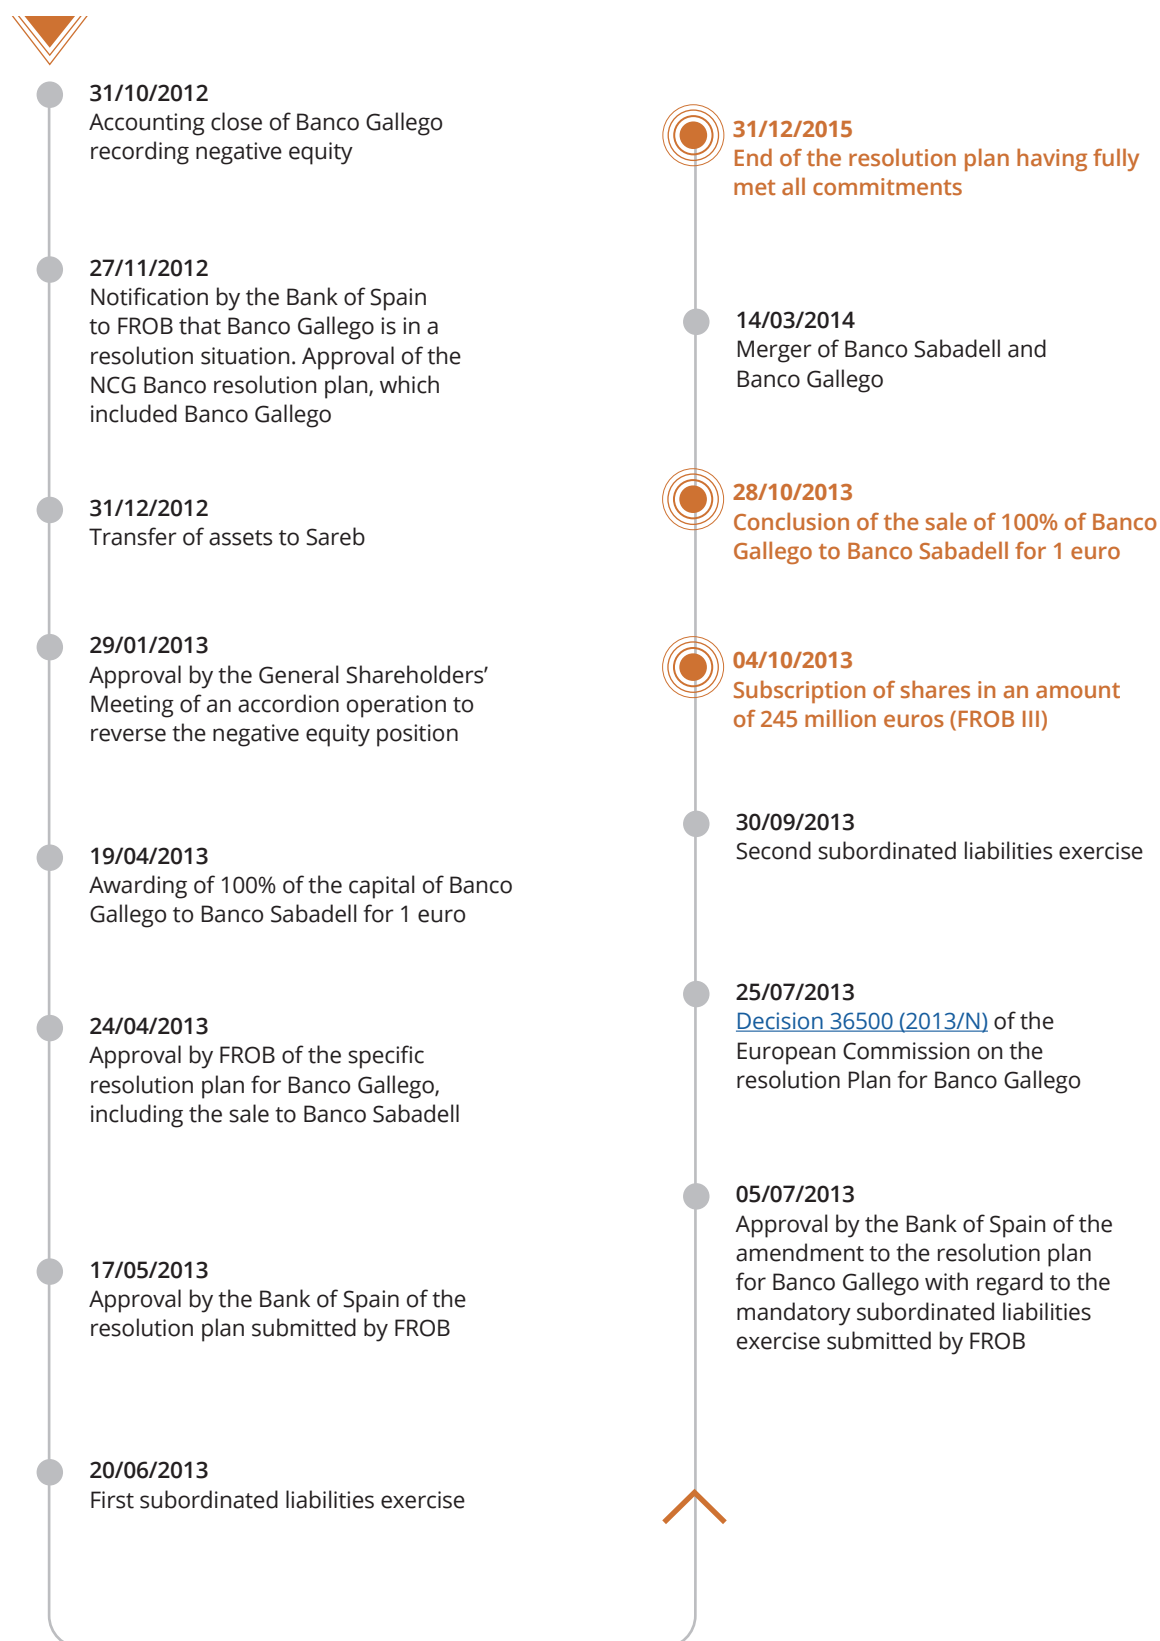 31/10/2012
Accounting close of Banco Gallego
recording negative equity
27/11/2012
Notification by the Bank of Spain
to FROB that Banco Gallego is in a
resolution situation. Approval of the
NCG Banco resolution plan, which
included Banco Gallego
31/12/2012
Transfer of assets to Sareb
29/01/2013
Approval by the General Shareholders’
Meeting of an accordion operation to
reverse the negative equity position
19/04/2013
Awarding of 100% of the capital of Banco
Gallego to Banco Sabadell for 1 euro
24/04/2013
Approval by FROB of the specific
resolution plan for Banco Gallego,
including the sale to Banco Sabadell
17/05/2013
Approval by the Bank of Spain of the
resolution plan submitted by FROB
20/06/2013
First subordinated liabilities exercise
31/12/2015
End of the resolution plan having fully
met all commitments
14/03/2014
Merger of Banco Sabadell and
Banco Gallego
28/10/2013
Conclusion of the sale of 100% of Banco
Gallego to Banco Sabadell for 1 euro
04/10/2013
Subscription of shares in an amount
of 245 million euros (FROB III)
30/09/2013
Second subordinated liabilities exercise
25/07/2013
Decision 36500 (2013/N) of the
European Commission on the
resolution Plan for Banco Gallego
05/07/2013
Approval by the Bank of Spain of the
amendment to the resolution plan
for Banco Gallego with regard to the
mandatory subordinated liabilities
exercise submitted by FROB